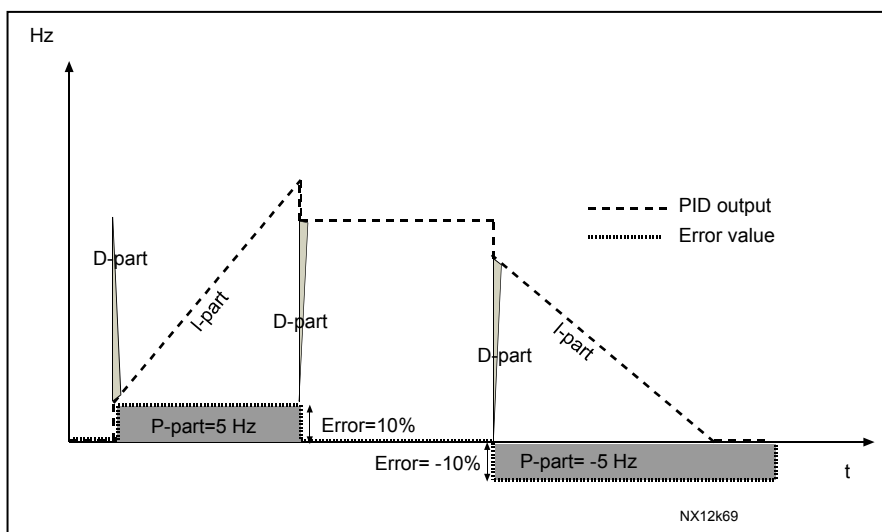 Hz
PID output
Error value
D-part
I-part
D-part
D-part
I-part
P-part=5 Hz
Error=10%
Error= -10%
P-part= -5 Hz
t
NX12k69